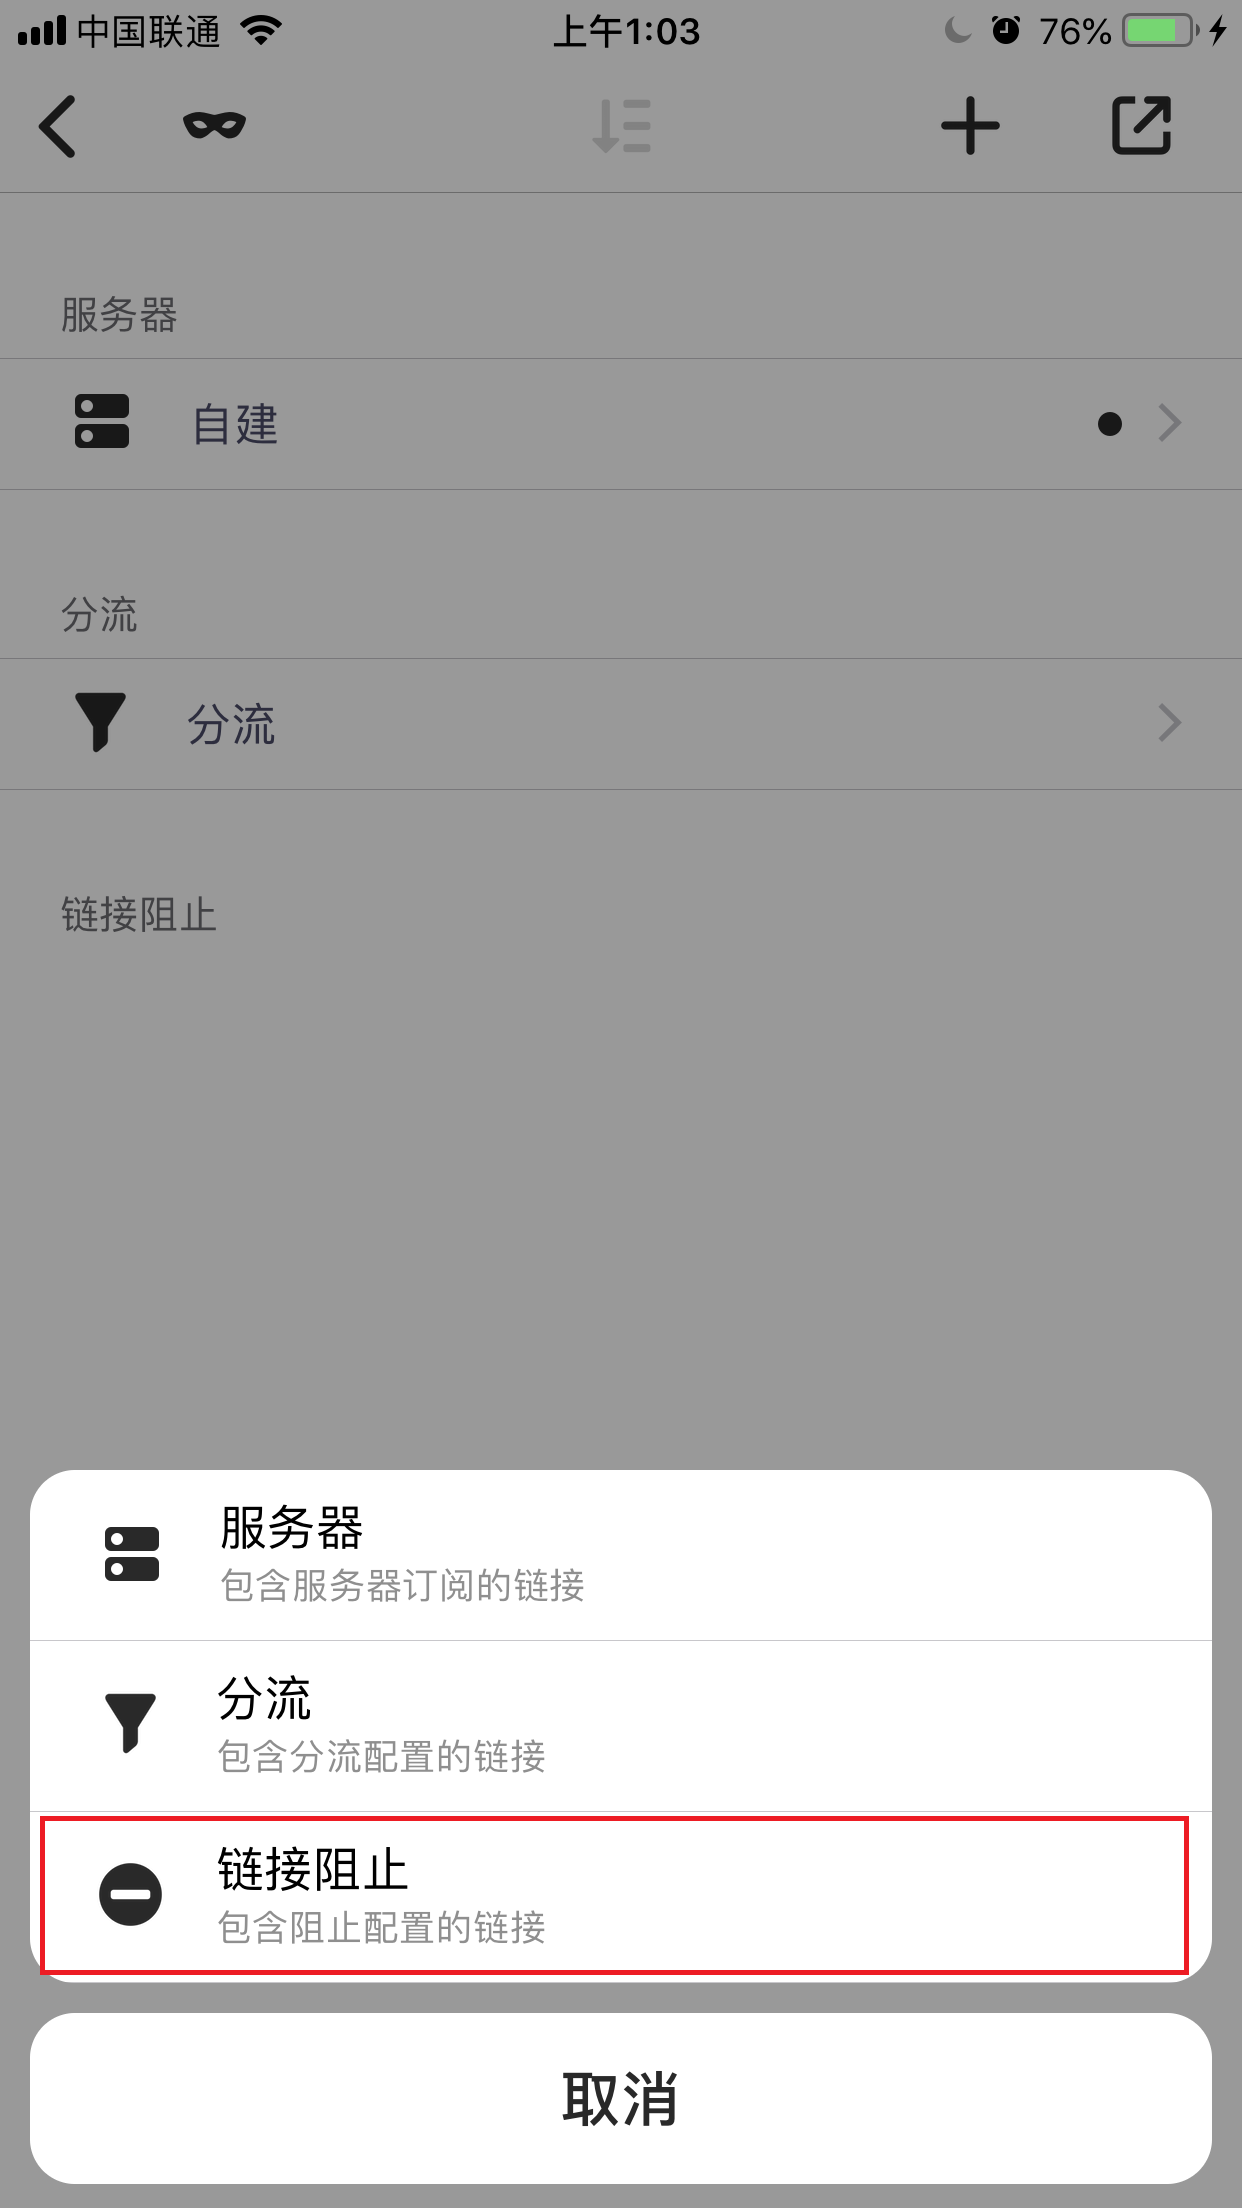 中国联通
上午1:03
76%
服务器
自建
分流
分流
链接阻止
服务器
包含服务器订阅的链接
分流
包含分流配置的链接
链接阻止
包含阻止配置的链接
取消